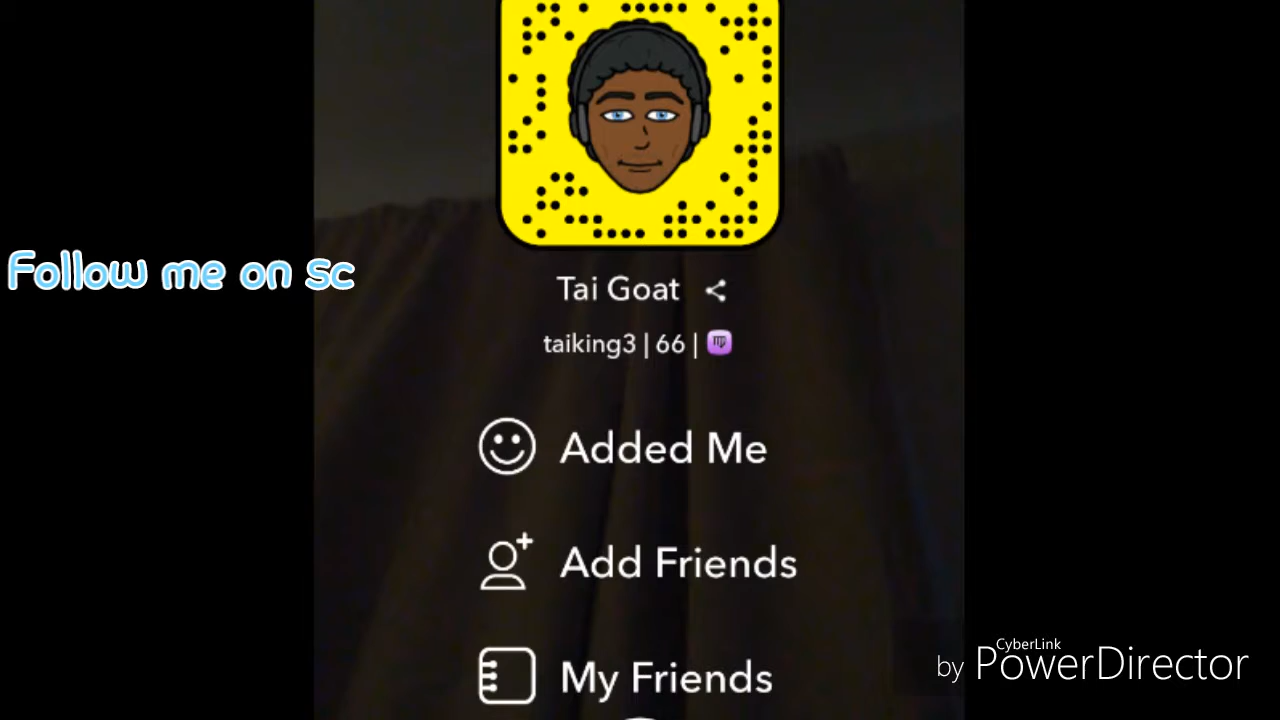 Follow me on sc
Tai Goat
taiking3 | 66 | ♍
Added Me
Add Friends
My Friends
CyberLink
by PowerDirector